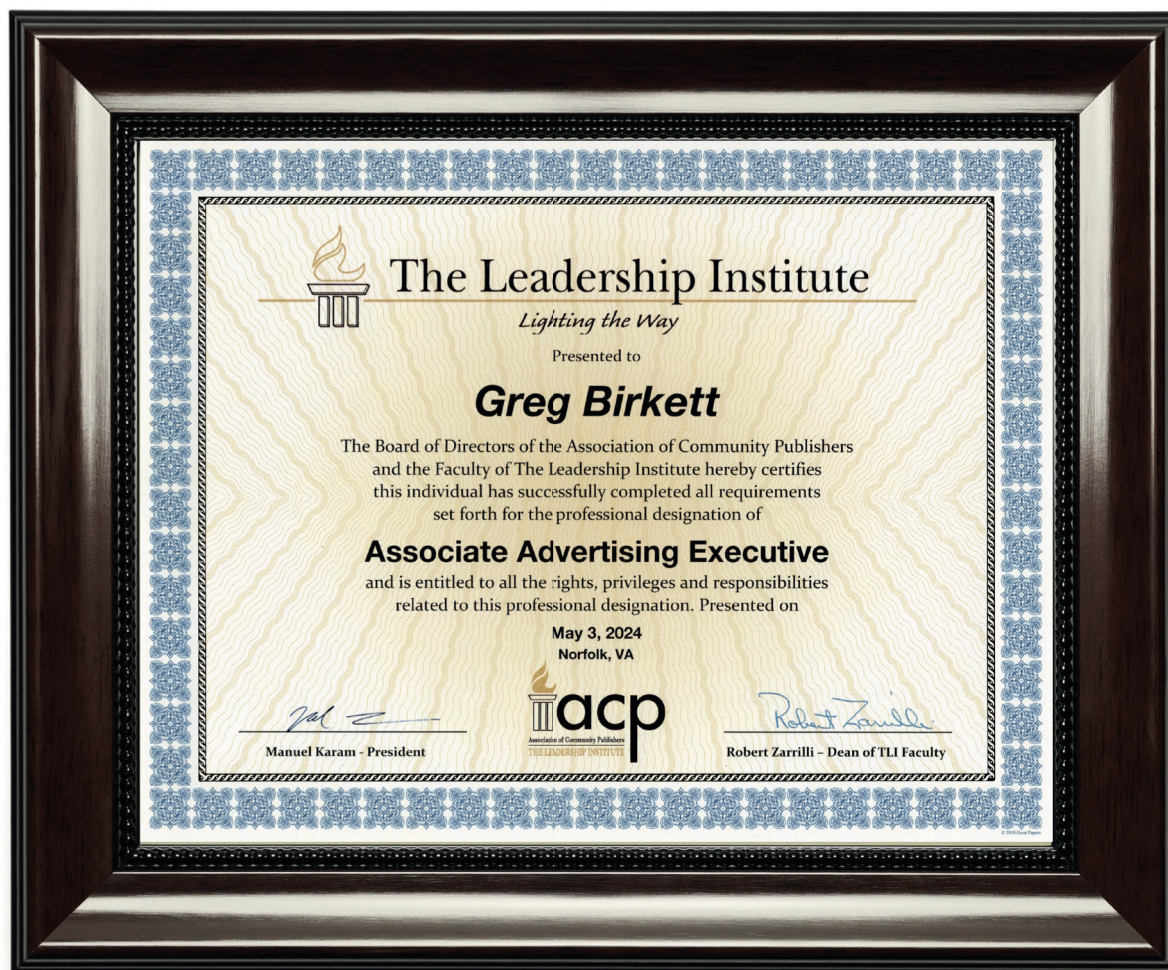 The Leadership Institute
Lighting the Way
Presented to
Greg Birkett
The Board of Directors of the Association of Community Publishers
and the Faculty of The Leadership Institute hereby certifies
this individual has successfully completed all requirements
set forth for the professional designation of
Associate Advertising Executive
and is entitled to all the rights, privileges and responsibilities
related to this professional designation. Presented on
May 3, 2024
Norfolk, VA
acp
Association of Community Publishers
THE LEADERSHIP INSTITUTE
Robert Zarrilli
Manuel Karam - President
Robert Zarrilli – Dean of TLI Faculty